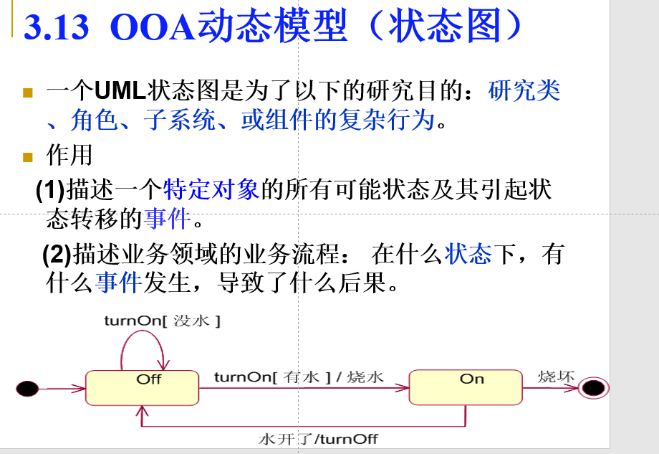 3.13 OOA动态模型（状态图）
一个UML状态图是为了以下的研究目的：研究类
、角色、子系统、或组件的复杂行为。
作用
(1)描述一个特定对象的所有可能状态及其引起状
态转移的事件。
(2)描述业务领域的业务流程： 在什么状态下，有
什么事件发生，导致了什么后果。
turnOn[ 没水 ]
Off
turnOn[ 有水 ] / 烧水
On
烧坏
水开了/turnOff